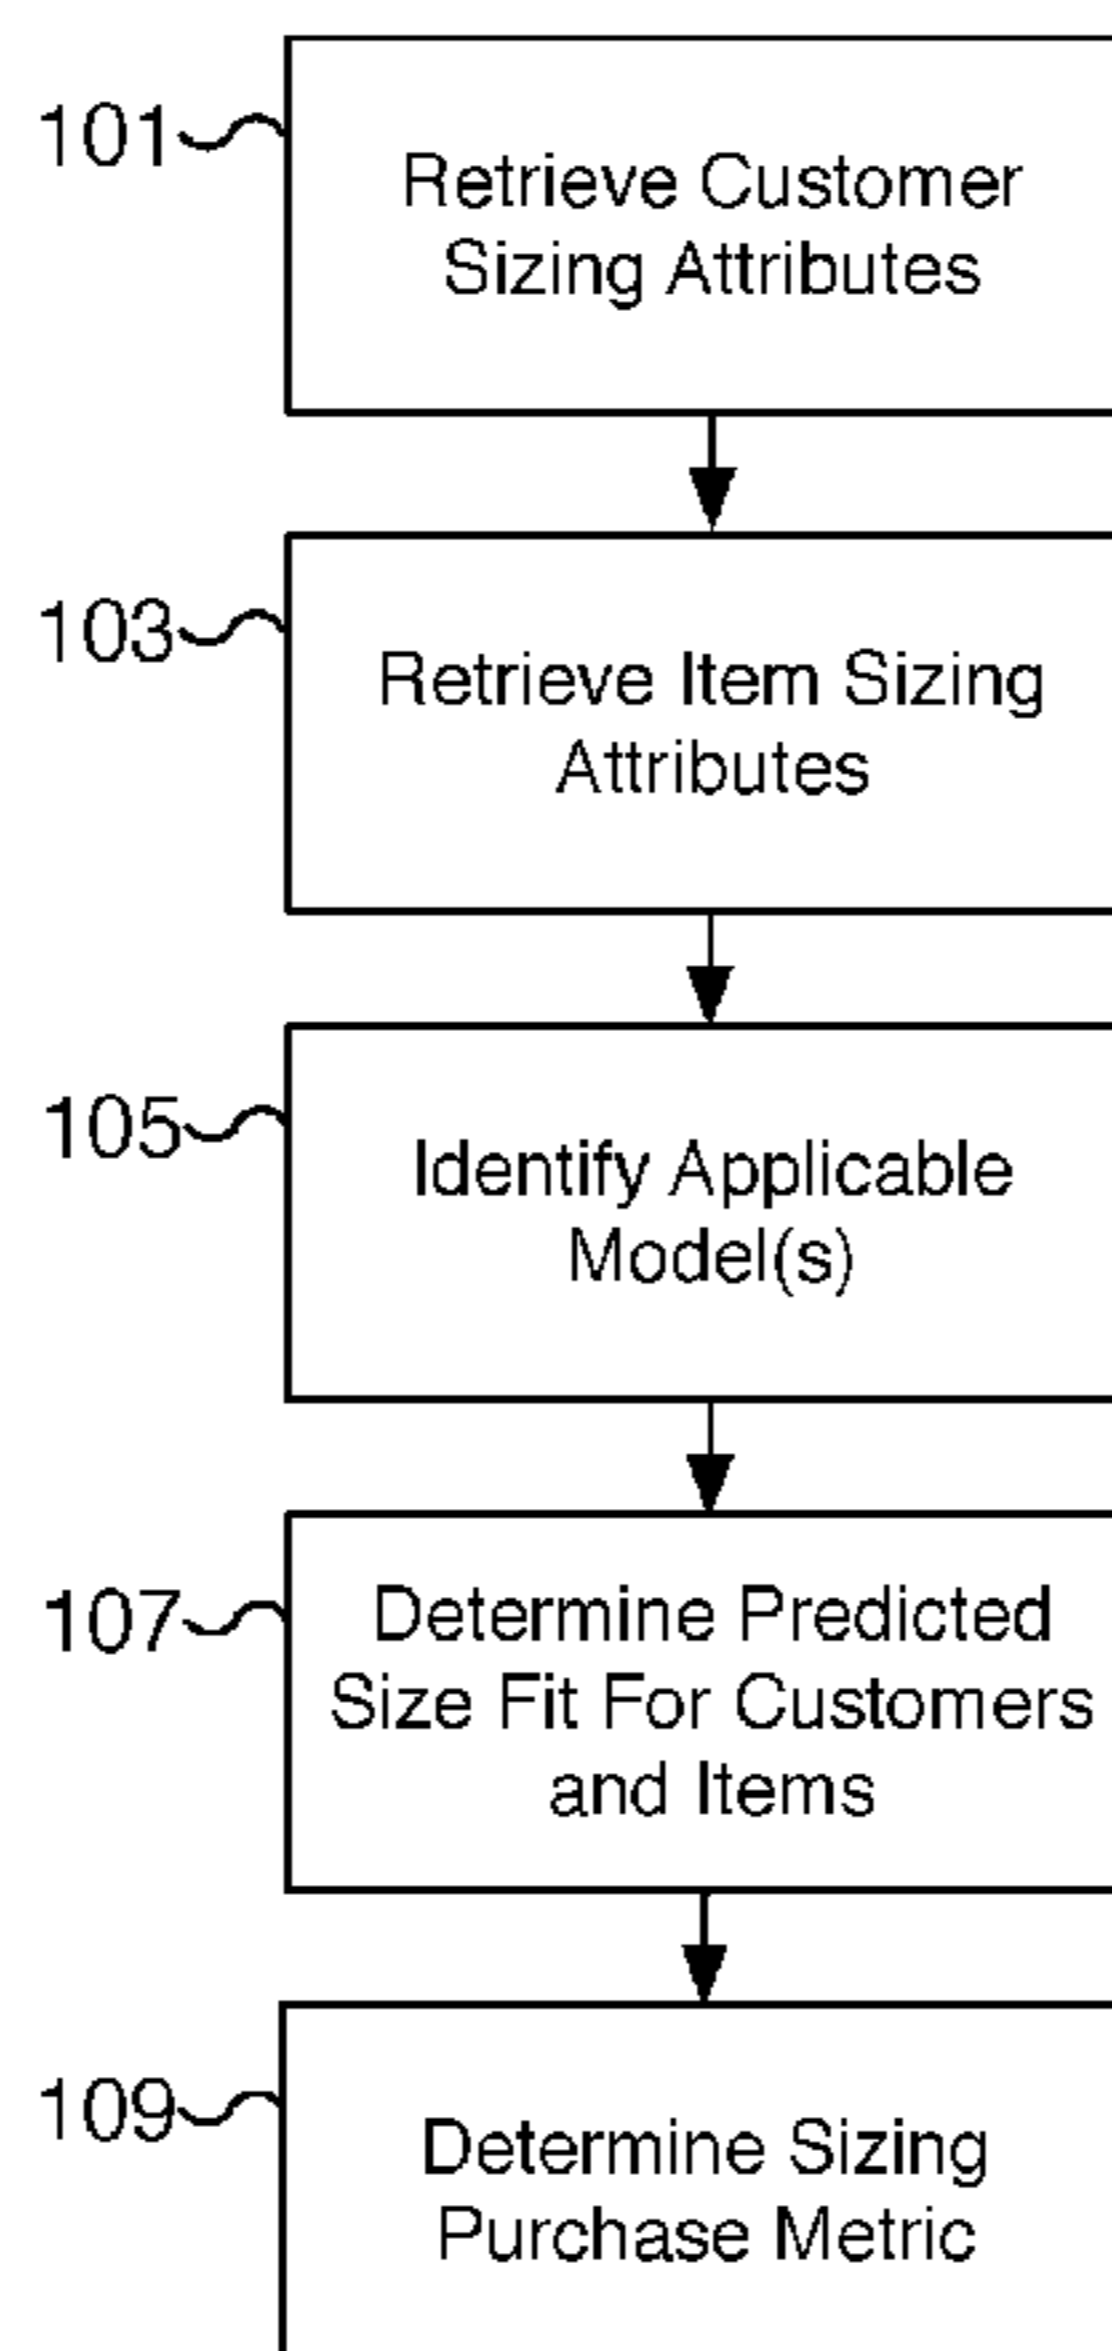 101
Retrieve Customer
Sizing Attributes
103
Retrieve Item Sizing
Attributes
105
Identify Applicable
Model(s)
107
Determine Predicted
Size Fit For Customers
and Items
109
Determine Sizing
Purchase Metric